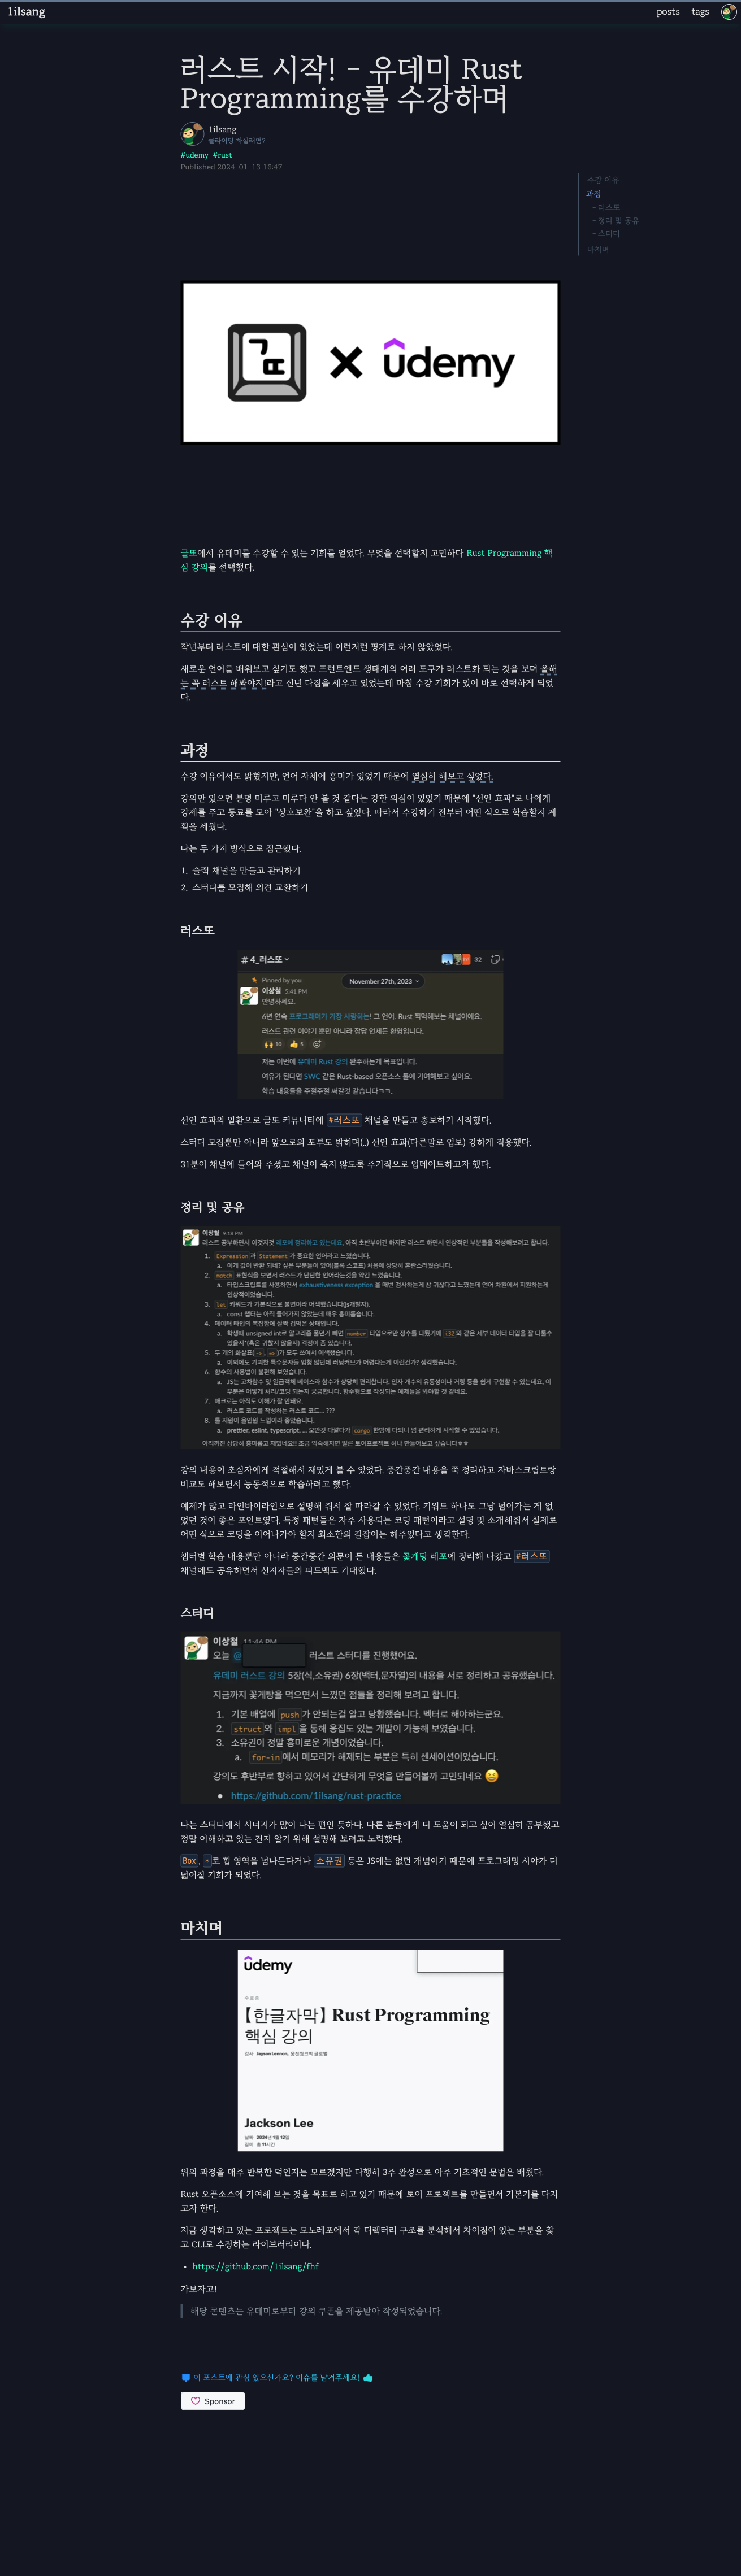 1ilsang
posts
tags
러스트 시작! - 유데미 Rust
Programming를 수강하며
1ilsang
클라이밍 하실래염?
#udemy #rust
Published 2024-01-13 16:47
수강 이유
과정
- 러스또
- 정리 및 공유
- 스터디
마치며
ㄱㄸ × udemy
글또에서 유데미를 수강할 수 있는 기회를 얻었다. 무엇을 선택할지 고민하다 Rust Programming 핵
심 강의를 선택했다.
수강 이유
작년부터 러스트에 대한 관심이 있었는데 이런저런 핑계로 하지 않았었다.
새로운 언어를 배워보고 싶기도 했고 프런트엔드 생태계의 여러 도구가 러스트화 되는 것을 보며 올해
는 꼭 러스트 해봐야지!라고 신년 다짐을 세우고 있었는데 마침 수강 기회가 있어 바로 선택하게 되었
다.
과정
수강 이유에서도 밝혔지만, 언어 자체에 흥미가 있었기 때문에 열심히 해보고 싶었다.
강의만 있으면 분명 미루고 미루다 안 볼 것 같다는 강한 의심이 있었기 때문에 "선언 효과"로 나에게
강제를 주고 동료를 모아 "상호보완"을 하고 싶었다. 따라서 수강하기 전부터 어떤 식으로 학습할지 계
획을 세웠다.
나는 두 가지 방식으로 접근했다.
1. 슬랙 채널을 만들고 관리하기
2. 스터디를 모집해 의견 교환하기
러스또
# 4_러스또
32
Pinned by you
November 27th, 2023
이상철 5:41 PM
안녕하세요.
6년 연속 프로그래머가 가장 사랑하는! 그 언어. Rust 찍먹해보는 채널이에요.
러스트 관련 이야기 뿐만 아니라 잡담 언제든 환영입니다.
10 5
저는 이번에 유데미 Rust 강의 완주하는게 목표입니다.
여유가 된다면 SWC 같은 Rust-based 오픈소스 툴에 기여해보고 싶어요.
학습 내용들을 주절주절 써갈것 같습니다ㅋㅋ.
선언 효과의 일환으로 글또 커뮤니티에 #러스또 채널을 만들고 홍보하기 시작했다.
스터디 모집뿐만 아니라 앞으로의 포부도 밝히며(..) 선언 효과(다른말로 업보) 강하게 적용했다.
31분이 채널에 들어와 주셨고 채널이 죽지 않도록 주기적으로 업데이트하고자 했다.
정리 및 공유
이상철 9:18 PM
러스트 공부하면서 이것저것 레포에 정리하고 있는데요, 아직 초반부이긴 하지만 러스트 하면서 인상적인 부분들을 작성해보려고 합니다.
1. Expression과 Statement가 중요한 언어라고 느꼈습니다.
a. 이게 값이 반환 되네? 싶은 부분들이 있어(블록 스코프) 처음에 상당히 혼란스러웠습니다.
2. match 표현식을 보면서 러스트가 단단한 언어라는것을 약간 느꼈습니다.
a. 타입스크립트를 사용하면서 exhaustiveness exception 을 매번 검사하는게 참 귀찮다고 느꼈는데 언어 차원에서 지원하는게
인상적이었습니다.
3. let 키워드가 기본적으로 불변이라 어색했습니다(js개발자).
a. const 챕터는 아직 들어가지 않았는데 매우 흥미롭습니다.
4. 데이터 타입의 복잡함에 살짝 겁먹은 상태입니다.
a. 학생때 unsigned int로 알고리즘 풀던거 빼면 number 타입으로만 정수를 다뤘기에 i32와 같은 세부 데이터 타입을 잘 다룰수
있을지*(혹은 귀찮지 않을지) 걱정이 좀 있습니다.
5. 두 개의 화살표(->, =>)가 모두 쓰여서 어색했습니다.
a. 이외에도 기괴한 특수문자들 엄청 많던데 러닝커브가 어렵다는게 이런건가? 생각했습니다.
6. 함수의 사용법이 불편해 보였습니다.
a. JS는 고차함수 및 일급객체 베이스라 함수가 상당히 편리합니다. 인자 개수의 유동성이나 커링 등을 쉽게 구현할 수 있는데요, 이
부분은 어떻게 처리/코딩 되는지 궁금합니다. 함수형으로 작성되는 예제들을 봐야할 것 같네요.
7. 매크로는 아직도 이해가 잘 안돼요.
a. 러스트 코드를 작성하는 러스트 코드... ???
8. 툴 지원이 올인원 느낌이라 좋았습니다.
a. prettier, eslint, typescript, ... 오만것 다깔다가 cargo 한방에 다되니 넘 편리하게 시작할 수 있었습니다.
아직까진 상당히 흥미롭고 재밌네요!! 조금 익숙해지면 얼른 토이프로젝트 하나 만들어보고 싶습니다ㅎㅎ
강의 내용이 초심자에게 적절해서 재밌게 볼 수 있었다. 중간중간 내용을 쭉 정리하고 자바스크립트랑
비교도 해보면서 능동적으로 학습하려고 했다.
예제가 많고 라인바이라인으로 설명해 줘서 잘 따라갈 수 있었다. 키워드 하나도 그냥 넘어가는 게 없
었던 것이 좋은 포인트였다. 특정 패턴들은 자주 사용되는 코딩 패턴이라고 설명 및 소개해줘서 실제로
어떤 식으로 코딩을 이어나가야 할지 최소한의 길잡이는 해주었다고 생각한다.
챕터별 학습 내용뿐만 아니라 중간중간 의문이 든 내용들은 꽃게탕 레포에 정리해 나갔고 #러스또
채널에도 공유하면서 선지자들의 피드백도 기대했다.
스터디
이상철 11:46 PM
오늘 @ 러스트 스터디를 진행했어요.
유데미 러스트 강의 5장(식,소유권) 6장(백터,문자열)의 내용을 서로 정리하고 공유했습니다.
지금까지 꽃게탕을 먹으면서 느꼈던 점들을 정리해 보려고 합니다.
1. 기본 배열에 push가 안되는걸 알고 당황했습니다. 벡터로 해야하는군요.
2. struct와 impl을 통해 응집도 있는 개발이 가능해 보였습니다.
3. 소유권이 정말 흥미로운 개념이었습니다.
a. for-in에서 메모리가 해제되는 부분은 특히 센세이션이었습니다.
강의도 후반부로 향하고 있어서 간단하게 무엇을 만들어볼까 고민되네요 😆
• https://github.com/1ilsang/rust-practice
나는 스터디에서 시너지가 많이 나는 편인 듯하다. 다른 분들에게 더 도움이 되고 싶어 열심히 공부했고
정말 이해하고 있는 건지 알기 위해 설명해 보려고 노력했다.
Box, *로 힙 영역을 넘나든다거나 소유권 등은 JS에는 없던 개념이기 때문에 프로그래밍 시야가 더
넓어질 기회가 되었다.
마치며
udemy
수료증
【한글자막】 Rust Programming
핵심 강의
강사 Jayson Lennon, 웅진씽크빅 글로벌
Jackson Lee
날짜 2024년 1월 12일
길이 총 11시간
위의 과정을 매주 반복한 덕인지는 모르겠지만 다행히 3주 완성으로 아주 기초적인 문법은 배웠다.
Rust 오픈소스에 기여해 보는 것을 목표로 하고 있기 때문에 토이 프로젝트를 만들면서 기본기를 다지
고자 한다.
지금 생각하고 있는 프로젝트는 모노레포에서 각 디렉터리 구조를 분석해서 차이점이 있는 부분을 찾
고 CLI로 수정하는 라이브러리이다.
• https://github.com/1ilsang/fhf
가보자고!
해당 콘텐츠는 유데미로부터 강의 쿠폰을 제공받아 작성되었습니다.
이 포스트에 관심 있으신가요? 이슈를 남겨주세요! 👍
Sponsor